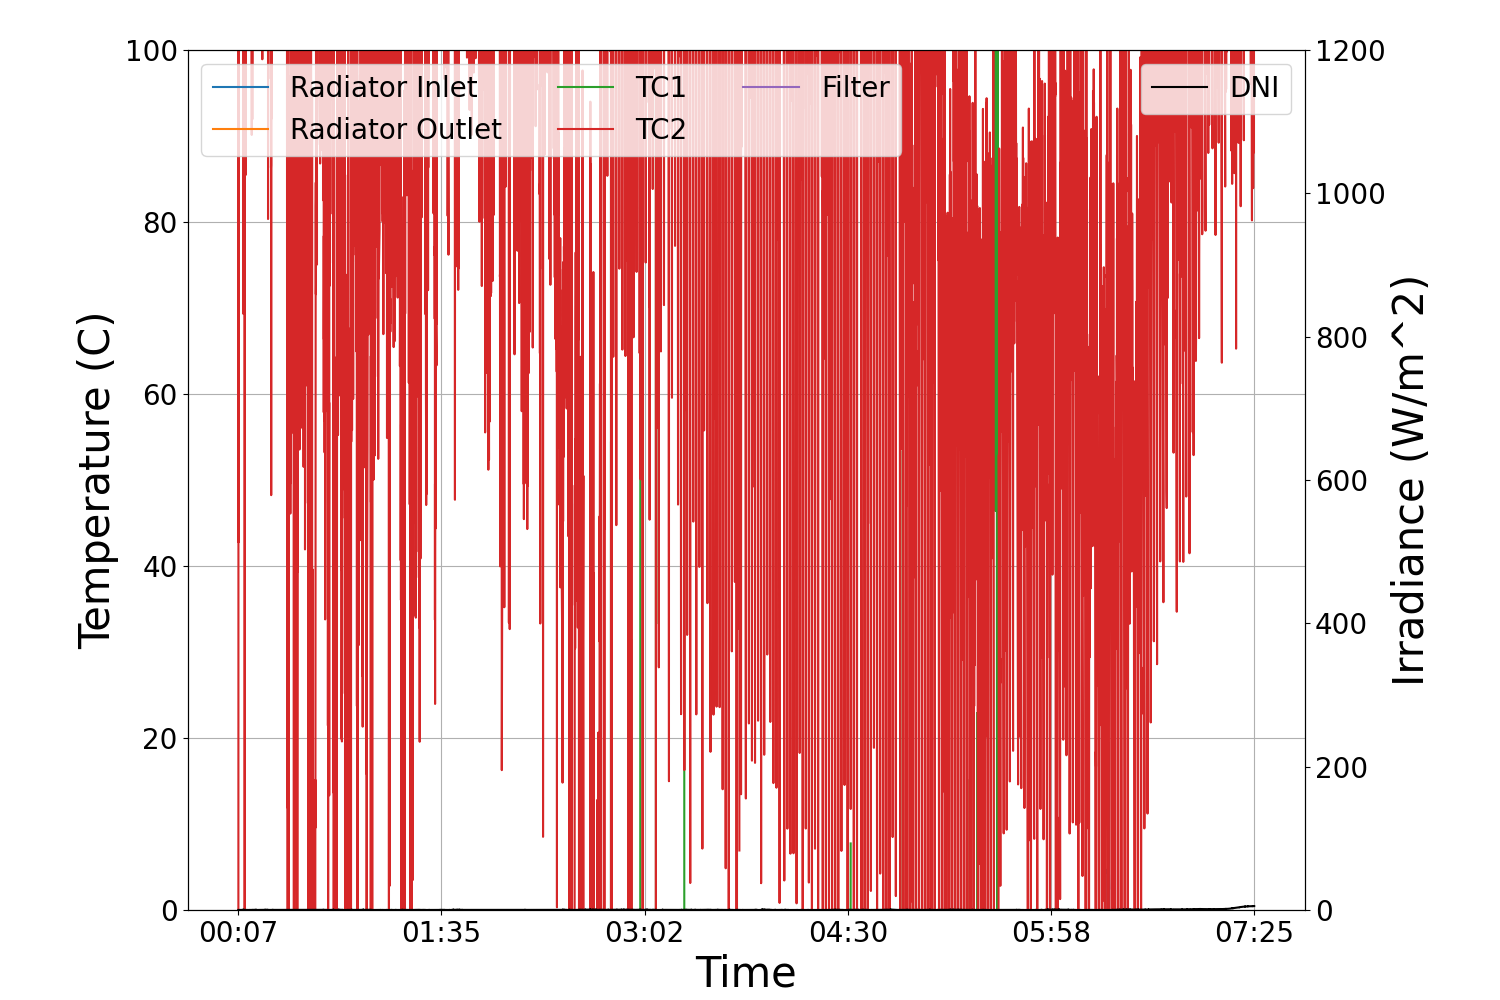 Radiator Inlet
Radiator Outlet
TC1
TC2
Filter
DNI
Temperature (C)
100
80
60
40
20
0
1200
1000
800
600
400
200
0
Irradiance (W/m^2)
00:07 01:35 03:02 04:30 05:58 07:25
Time